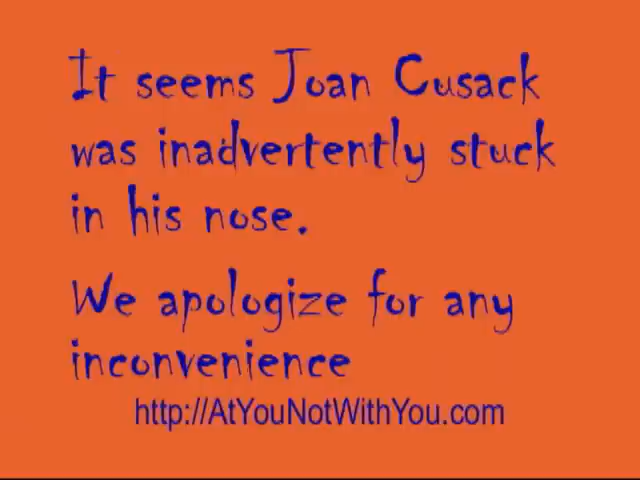 It seems Joan Cusack
was inadvertently stuck
in his nose.
We apologize for any
inconvenience
http://AtYouNotWithYou.com